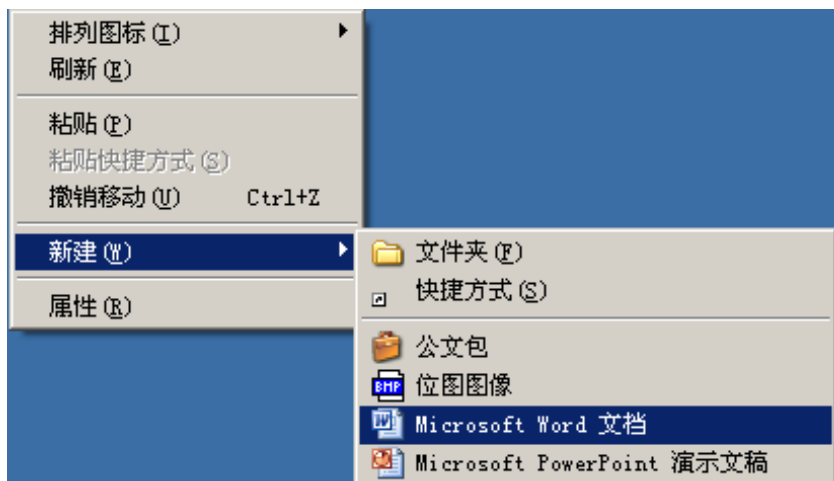 排列图标(I)
刷新(E)
粘贴(P)
粘贴快捷方式(S)
撤销移动(U) Ctrl+Z
新建(W)
属性(R)
文件夹(F)
快捷方式(S)
公文包
BMP 位图图像
Microsoft Word 文档
Microsoft PowerPoint 演示文稿